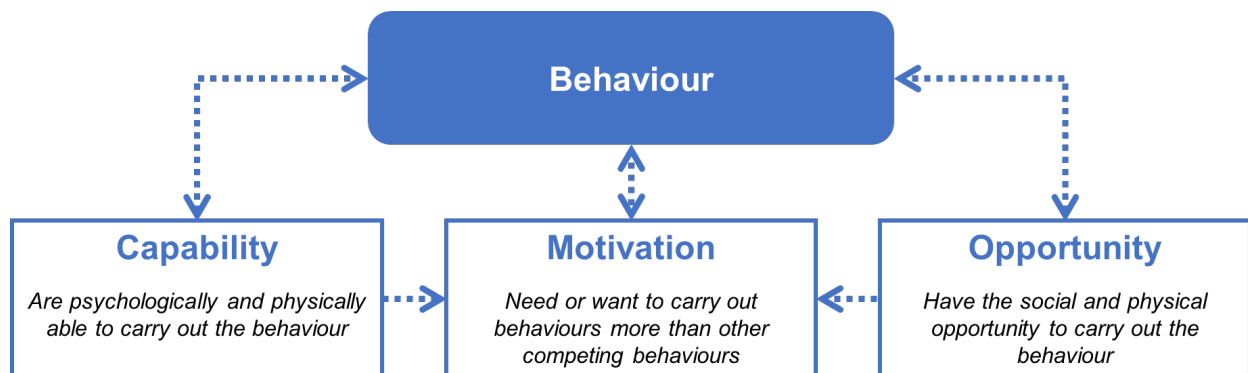 Behaviour
Capability
Are psychologically and physically
able to carry out the behaviour
Motivation
Need or want to carry out
behaviours more than other
competing behaviours
Opportunity
Have the social and physical
opportunity to carry out the
behaviour